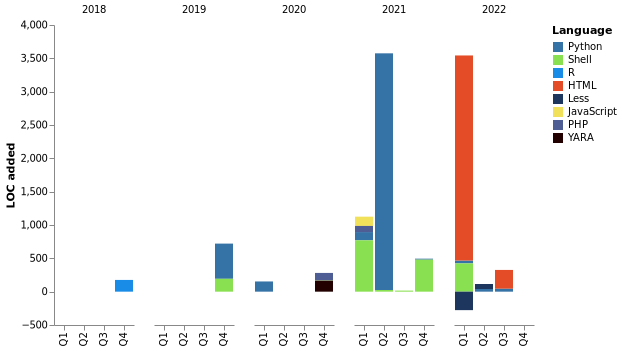 2018 2019 2020 2021 2022
Language
Python
Shell
R
HTML
Less
JavaScript
PHP
YARA
LOC added
4,000
3,500
3,000
2,500
2,000
1,500
1,000
500
0
−500
Q1 Q2 Q3 Q4 Q1 Q2 Q3 Q4 Q1 Q2 Q3 Q4 Q1 Q2 Q3 Q4 Q1 Q2 Q3 Q4